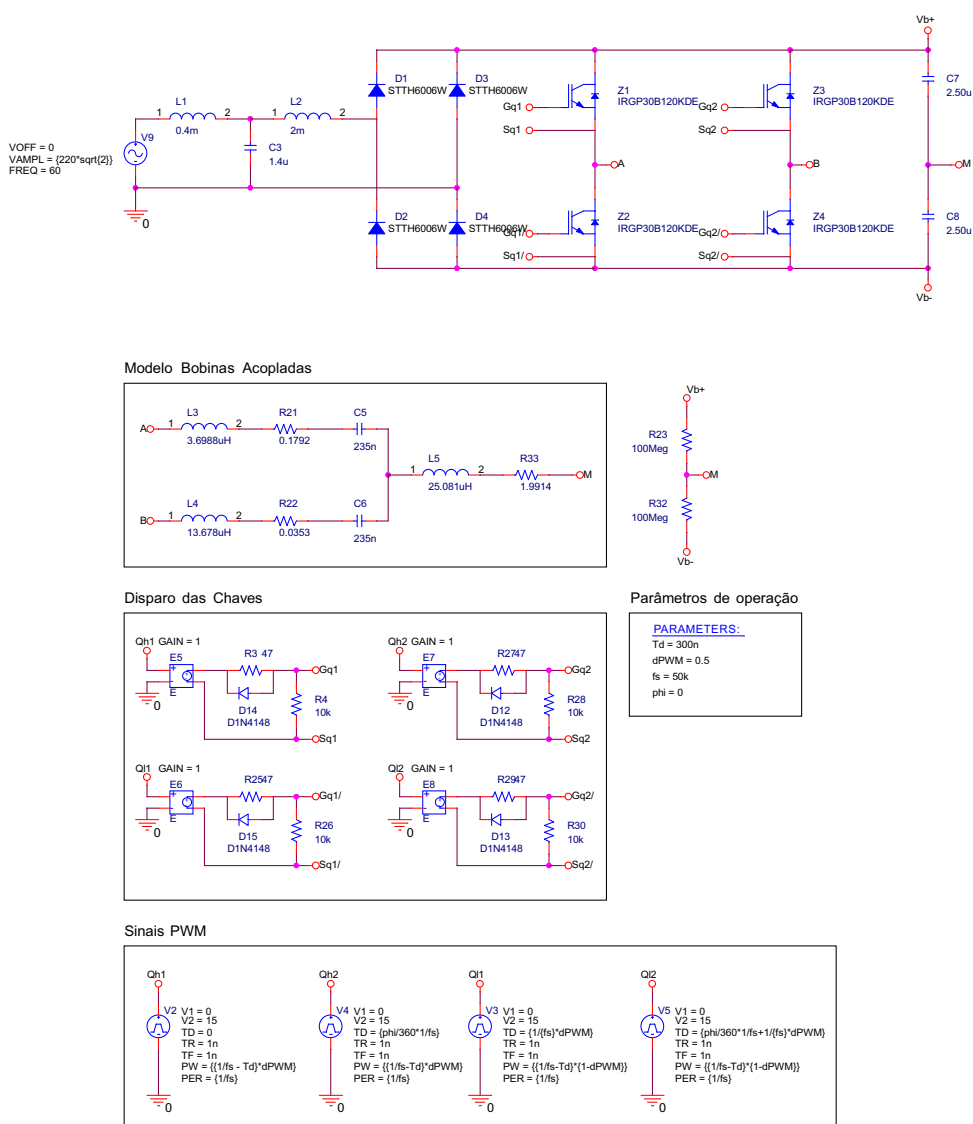 Vb+
D1
STTH6006W
D3
STTH6006W
Z1
IRGP30B120KDE
Z3
IRGP30B120KDE
C7
2.50u
Gq1
Gq2
Sq1
Sq2
L1
1 2
0.4m
L2
1 2
2m
V9
VOFF = 0
VAMPL = {220*sqrt{2}}
FREQ = 60
C3
1.4u
A
B
M
0
D2
STTH6006W
D4
STTH6006W
Z2
IRGP30B120KDE
Z4
IRGP30B120KDE
C8
2.50u
Gq1/
Gq2/
Sq1/
Sq2/
Vb-
Modelo Bobinas Acopladas
A
1 2
L3
3.6988uH
R21
0.1792
C5
235n
L5
1 2
25.081uH
R33
1.9914
M
B
1 2
L4
13.678uH
R22
0.0353
C6
235n
Vb+
R23
100Meg
M
R32
100Meg
Vb-
Disparo das Chaves
Qh1 GAIN = 1
E5
E
0
R3 47
D14
D1N4148
Gq1
R4
10k
Sq1
Qh2 GAIN = 1
E7
E
0
R27 47
D12
D1N4148
Gq2
R28
10k
Sq2
Ql1 GAIN = 1
E6
E
0
R25 47
D15
D1N4148
Gq1/
R26
10k
Sq1/
Ql2 GAIN = 1
E8
E
0
R29 47
D13
D1N4148
Gq2/
R30
10k
Sq2/
Parâmetros de operação
PARAMETERS:
Td = 300n
dPWM = 0.5
fs = 50k
phi = 0
Sinais PWM
Qh1
V2
V1 = 0
V2 = 15
TD = 0
TR = 1n
TF = 1n
PW = {{1/fs - Td}*dPWM}
PER = {1/fs}
0
Qh2
V4
V1 = 0
V2 = 15
TD = {phi/360*1/fs}
TR = 1n
TF = 1n
PW = {{1/fs-Td}*dPWM}
PER = {1/fs}
0
Ql1
V3
V1 = 0
V2 = 15
TD = {1/{fs}*dPWM}
TR = 1n
TF = 1n
PW = {{1/fs-Td}*{1-dPWM}}
PER = {1/fs}
0
Ql2
V5
V1 = 0
V2 = 15
TD = {phi/360*1/fs+1/{fs}*dPWM}
TR = 1n
TF = 1n
PW = {{1/fs-Td}*{1-dPWM}}
PER = {1/fs}
0